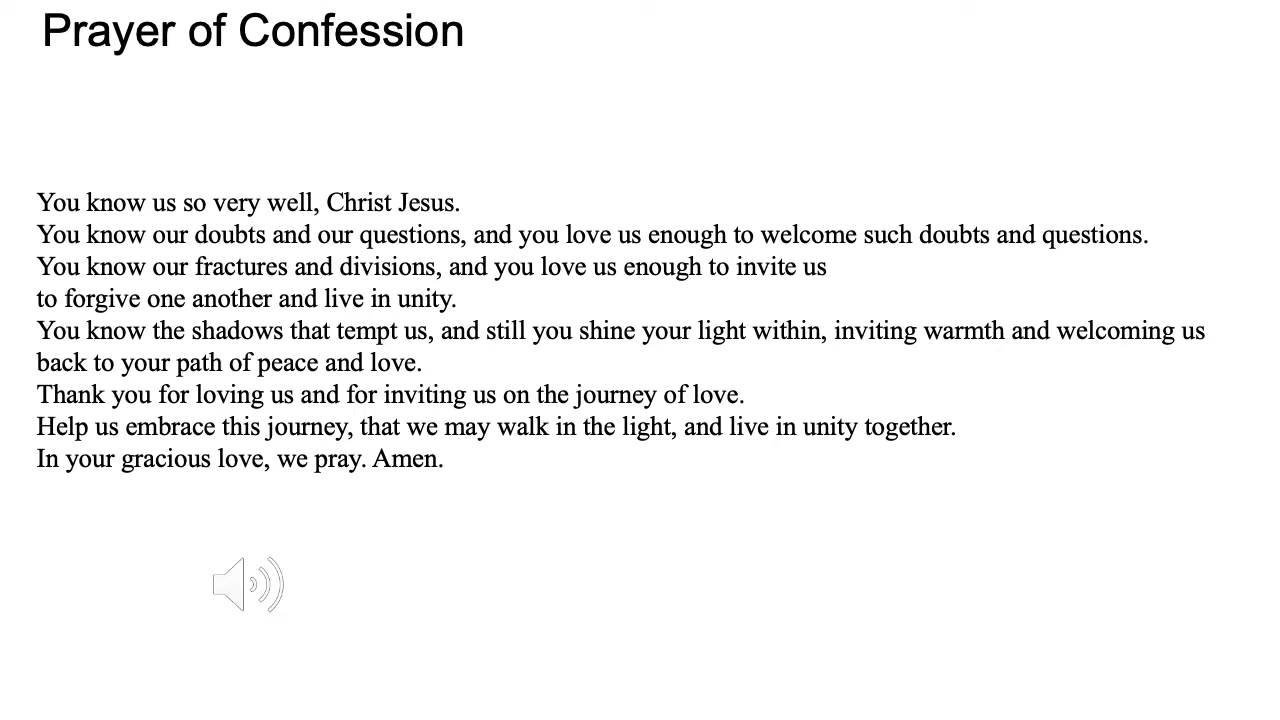 Prayer of Confession
You know us so very well, Christ Jesus.
You know our doubts and our questions, and you love us enough to welcome such doubts and questions.
You know our fractures and divisions, and you love us enough to invite us
to forgive one another and live in unity.
You know the shadows that tempt us, and still you shine your light within, inviting warmth and welcoming us
back to your path of peace and love.
Thank you for loving us and for inviting us on the journey of love.
Help us embrace this journey, that we may walk in the light, and live in unity together.
In your gracious love, we pray. Amen.